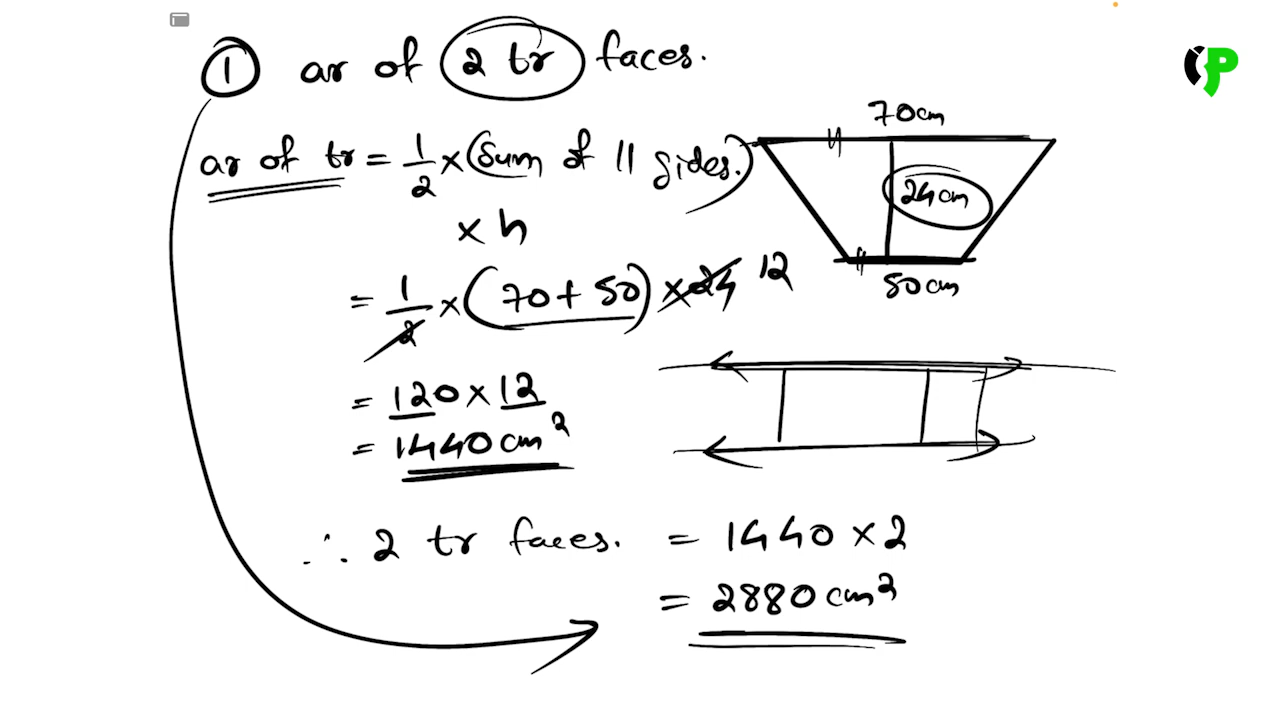 1 ar of 2 tr faces.
ar of tr = 1/2 × (Sum of || sides.)
× h
= 1/2 × (70 + 50) × 24 12
= 120 × 12
= 1440 cm²
∴ 2 tr faces. = 1440 × 2
= 2880 cm²
70cm
24cm
50cm
P